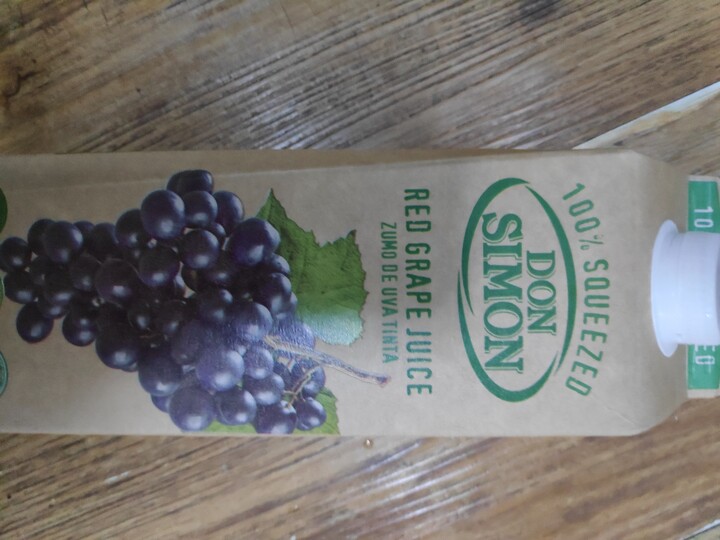 100% SQUEEZED
DON
SIMON
RED GRAPE JUICE
ZUMO DE UVA TINTA